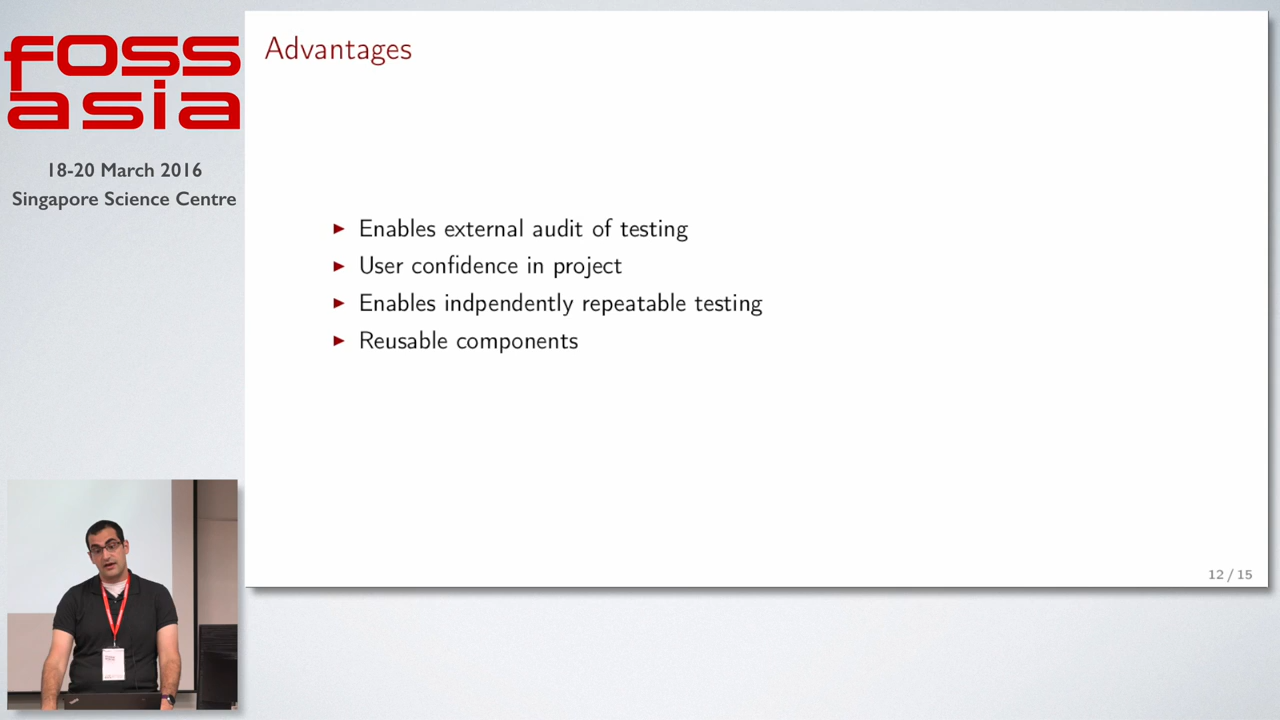 foss
asia
18-20 March 2016
Singapore Science Centre
Advantages
Enables external audit of testing
User confidence in project
Enables indpendently repeatable testing
Reusable components
12 / 15